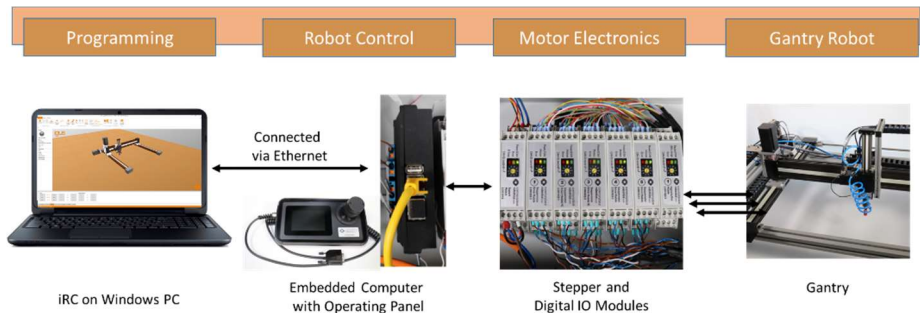 Programming
Robot Control
Motor Electronics
Gantry Robot
Connected
via Ethernet
iRC on Windows PC
Embedded Computer
with Operating Panel
Stepper and
Digital IO Modules
Gantry